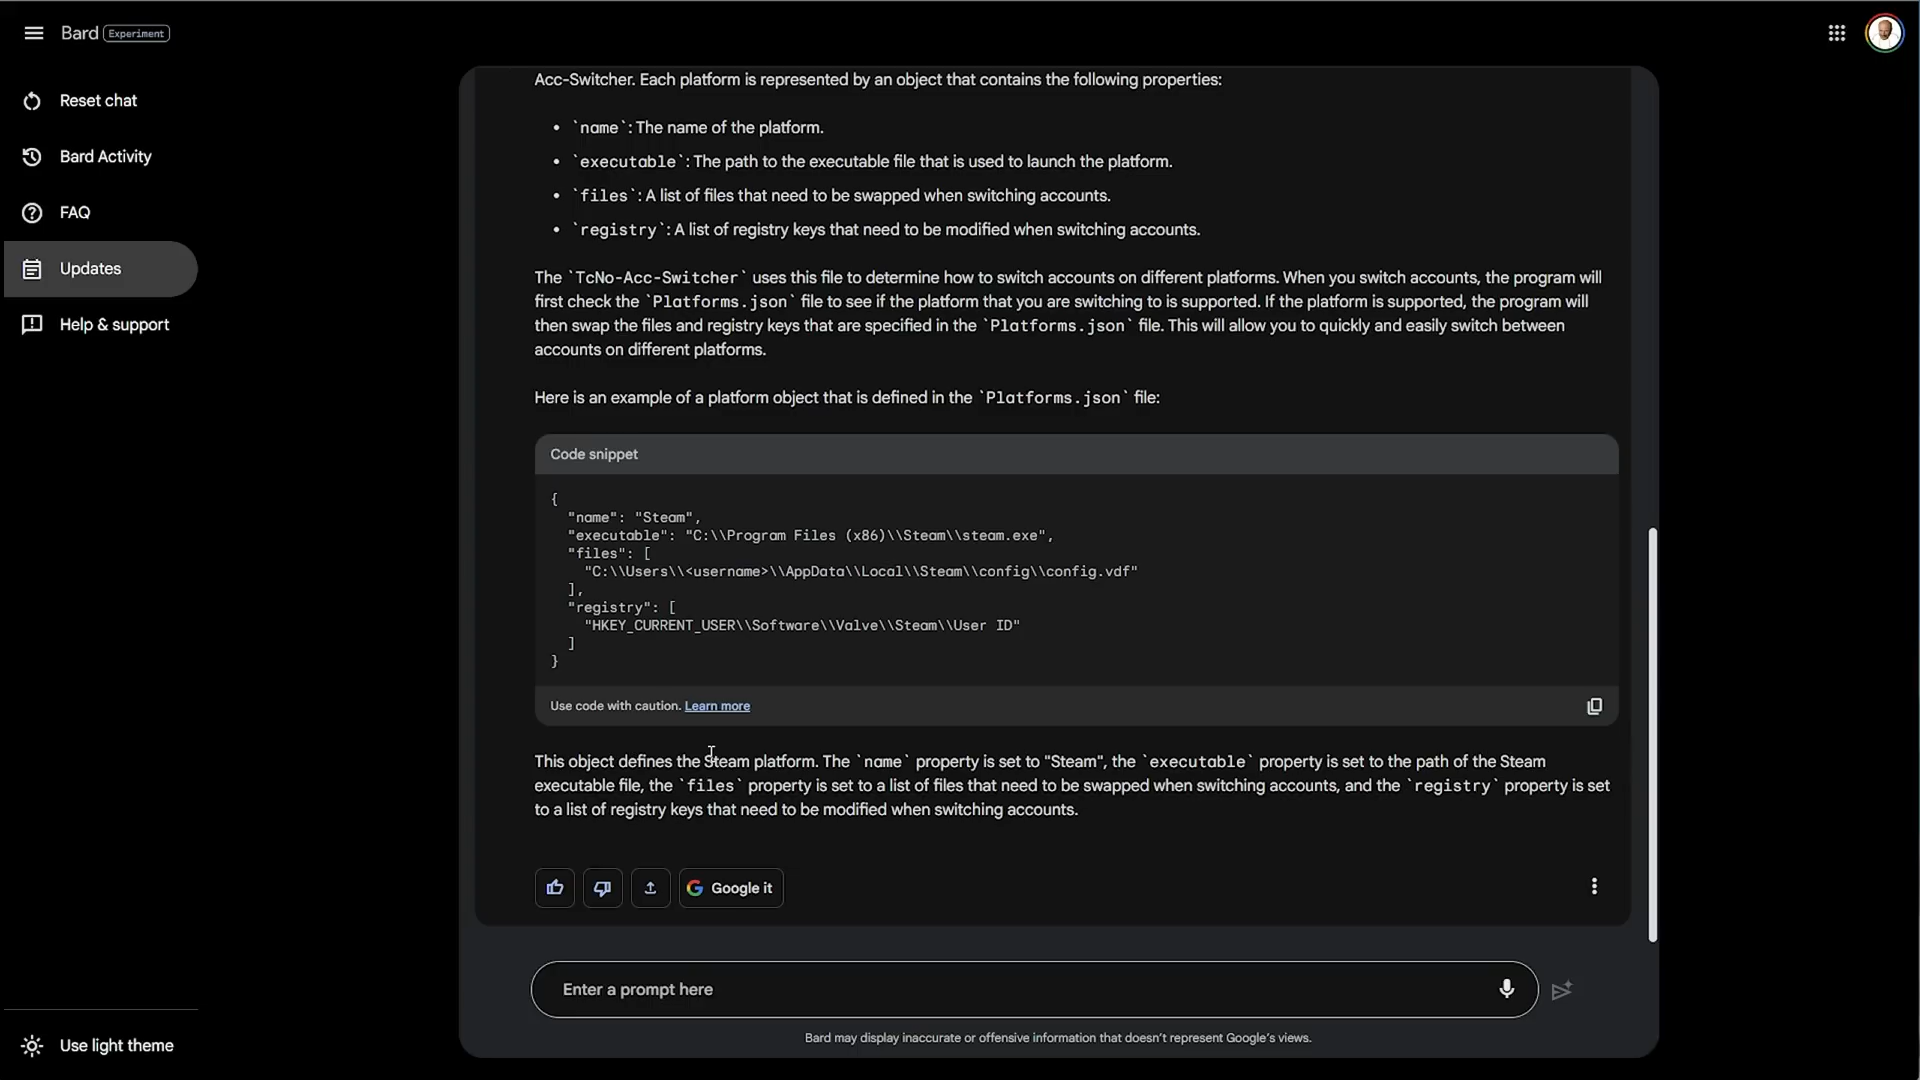 Bard Experiment
Reset chat
Bard Activity
FAQ
Updates
Help & support
Use light theme
Acc-Switcher. Each platform is represented by an object that contains the following properties:
• `name`: The name of the platform.
• `executable`: The path to the executable file that is used to launch the platform.
• `files`: A list of files that need to be swapped when switching accounts.
• `registry`: A list of registry keys that need to be modified when switching accounts.
The `TcNo-Acc-Switcher` uses this file to determine how to switch accounts on different platforms. When you switch accounts, the program will
first check the `Platforms.json` file to see if the platform that you are switching to is supported. If the platform is supported, the program will
then swap the files and registry keys that are specified in the `Platforms.json` file. This will allow you to quickly and easily switch between
accounts on different platforms.
Here is an example of a platform object that is defined in the `Platforms.json` file:
Code snippet
{
  "name": "Steam",
  "executable": "C:\\Program Files (x86)\\Steam\\steam.exe",
  "files": [
    "C:\\Users\\<username>\\AppData\\Local\\Steam\\config\\config.vdf"
  ],
  "registry": [
    "HKEY_CURRENT_USER\\Software\\Valve\\Steam\\User ID"
  ]
}
Use code with caution. Learn more
This object defines the Steam platform. The `name` property is set to "Steam", the `executable` property is set to the path of the Steam
executable file, the `files` property is set to a list of files that need to be swapped when switching accounts, and the `registry` property is set
to a list of registry keys that need to be modified when switching accounts.
Google it
Enter a prompt here
Bard may display inaccurate or offensive information that doesn't represent Google's views.